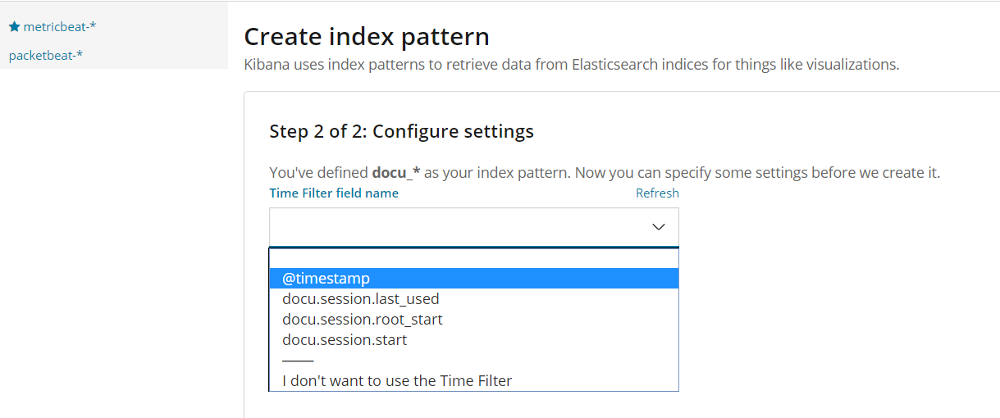 metricbeat-*
packetbeat-*
Create index pattern
Kibana uses index patterns to retrieve data from Elasticsearch indices for things like visualizations.
Step 2 of 2: Configure settings
You've defined docu_* as your index pattern. Now you can specify some settings before we create it.
Time Filter field name Refresh
@timestamp
docu.session.last_used
docu.session.root_start
docu.session.start
I don't want to use the Time Filter